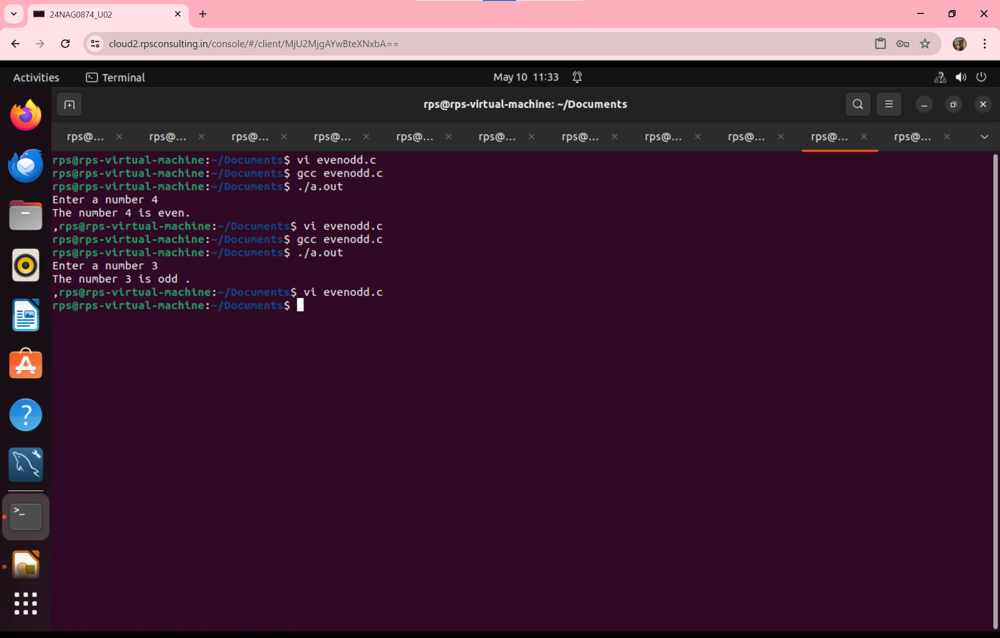 24NAG0874_U02
cloud2.rpsconsulting.in/console/#/client/MjU2MjgAYwBteXNxbA==
Activities
Terminal
May 10 11:33
rps@rps-virtual-machine: ~/Documents
rps@... rps@... rps@... rps@... rps@... rps@... rps@... rps@... rps@... rps@... rps@...
rps@rps-virtual-machine:~/Documents$ vi evenodd.c
rps@rps-virtual-machine:~/Documents$ gcc evenodd.c
rps@rps-virtual-machine:~/Documents$ ./a.out
Enter a number 4
The number 4 is even.
,rps@rps-virtual-machine:~/Documents$ vi evenodd.c
rps@rps-virtual-machine:~/Documents$ gcc evenodd.c
rps@rps-virtual-machine:~/Documents$ ./a.out
Enter a number 3
The number 3 is odd .
,rps@rps-virtual-machine:~/Documents$ vi evenodd.c
rps@rps-virtual-machine:~/Documents$